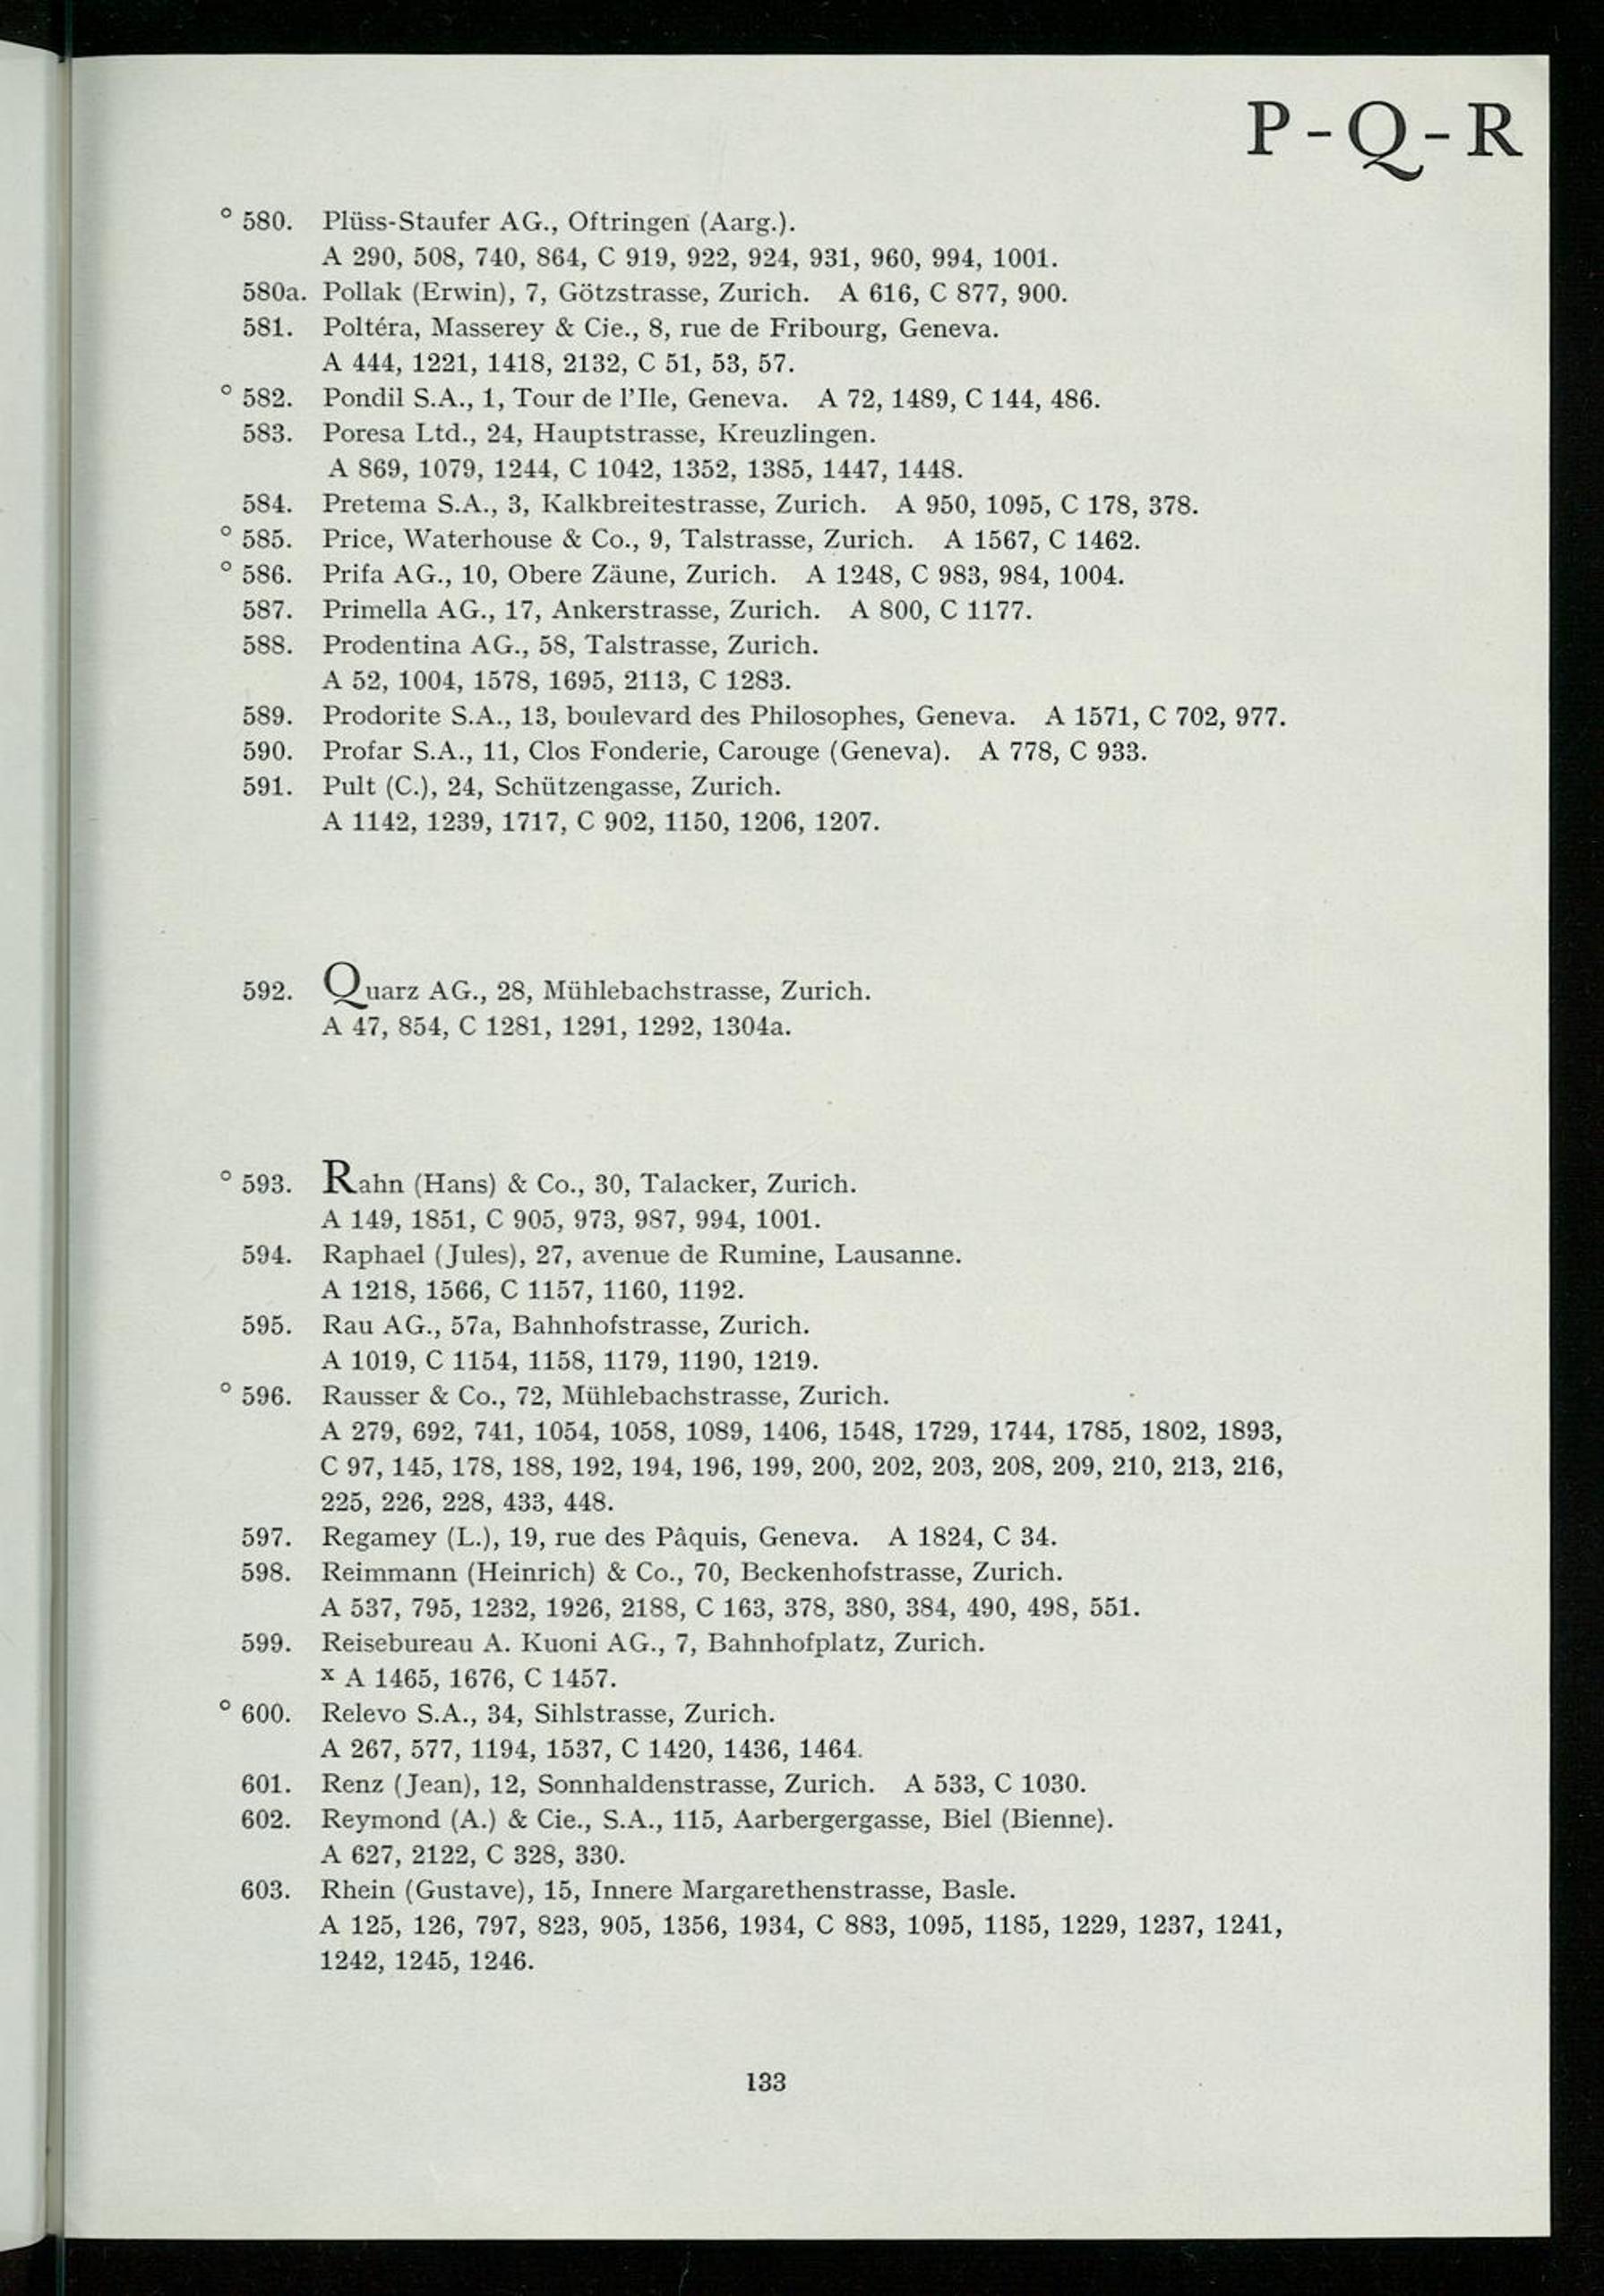 P-Q-R
° 580. Plüss-Staufer AG., Oftringen (Aarg.).
A 290, 508, 740, 864, C 919, 922, 924, 931, 960, 994, 1001.
580a. Pollak (Erwin), 7, Götzstrasse, Zurich. A 616, C 877, 900.
581. Poltéra, Masserey & Cie., 8, rue de Fribourg, Geneva.
A 444, 1221, 1418, 2132, C 51, 53, 57.
° 582. Pondil S.A., 1, Tour de l'Ile, Geneva. A 72, 1489, C 144, 486.
583. Poresa Ltd., 24, Hauptstrasse, Kreuzlingen.
A 869, 1079, 1244, C 1042, 1352, 1385, 1447, 1448.
584. Pretema S.A., 3, Kalkbreitestrasse, Zurich. A 950, 1095, C 178, 378.
° 585. Price, Waterhouse & Co., 9, Talstrasse, Zurich. A 1567, C 1462.
° 586. Prifa AG., 10, Obere Zäune, Zurich. A 1248, C 983, 984, 1004.
587. Primella AG., 17, Ankerstrasse, Zurich. A 800, C 1177.
588. Prodentina AG., 58, Talstrasse, Zurich.
A 52, 1004, 1578, 1695, 2113, C 1283.
589. Prodorite S.A., 13, boulevard des Philosophes, Geneva. A 1571, C 702, 977.
590. Profar S.A., 11, Clos Fonderie, Carouge (Geneva). A 778, C 933.
591. Pult (C.), 24, Schützengasse, Zurich.
A 1142, 1239, 1717, C 902, 1150, 1206, 1207.
592. Quarz AG., 28, Mühlebachstrasse, Zurich.
A 47, 854, C 1281, 1291, 1292, 1304a.
° 593. Rahn (Hans) & Co., 30, Talacker, Zurich.
A 149, 1851, C 905, 973, 987, 994, 1001.
594. Raphael (Jules), 27, avenue de Rumine, Lausanne.
A 1218, 1566, C 1157, 1160, 1192.
595. Rau AG., 57a, Bahnhofstrasse, Zurich.
A 1019, C 1154, 1158, 1179, 1190, 1219.
° 596. Rausser & Co., 72, Mühlebachstrasse, Zurich.
A 279, 692, 741, 1054, 1058, 1089, 1406, 1548, 1729, 1744, 1785, 1802, 1893,
C 97, 145, 178, 188, 192, 194, 196, 199, 200, 202, 203, 208, 209, 210, 213, 216,
225, 226, 228, 433, 448.
597. Regamey (L.), 19, rue des Pâquis, Geneva. A 1824, C 34.
598. Reimmann (Heinrich) & Co., 70, Beckenhofstrasse, Zurich.
A 537, 795, 1232, 1926, 2188, C 163, 378, 380, 384, 490, 498, 551.
599. Reisebureau A. Kuoni AG., 7, Bahnhofplatz, Zurich.
x A 1465, 1676, C 1457.
° 600. Relevo S.A., 34, Sihlstrasse, Zurich.
A 267, 577, 1194, 1537, C 1420, 1436, 1464.
601. Renz (Jean), 12, Sonnhaldenstrasse, Zurich. A 533, C 1030.
602. Reymond (A.) & Cie., S.A., 115, Aarbergergasse, Biel (Bienne).
A 627, 2122, C 328, 330.
603. Rhein (Gustave), 15, Innere Margarethenstrasse, Basle.
A 125, 126, 797, 823, 905, 1356, 1934, C 883, 1095, 1185, 1229, 1237, 1241,
1242, 1245, 1246.
133